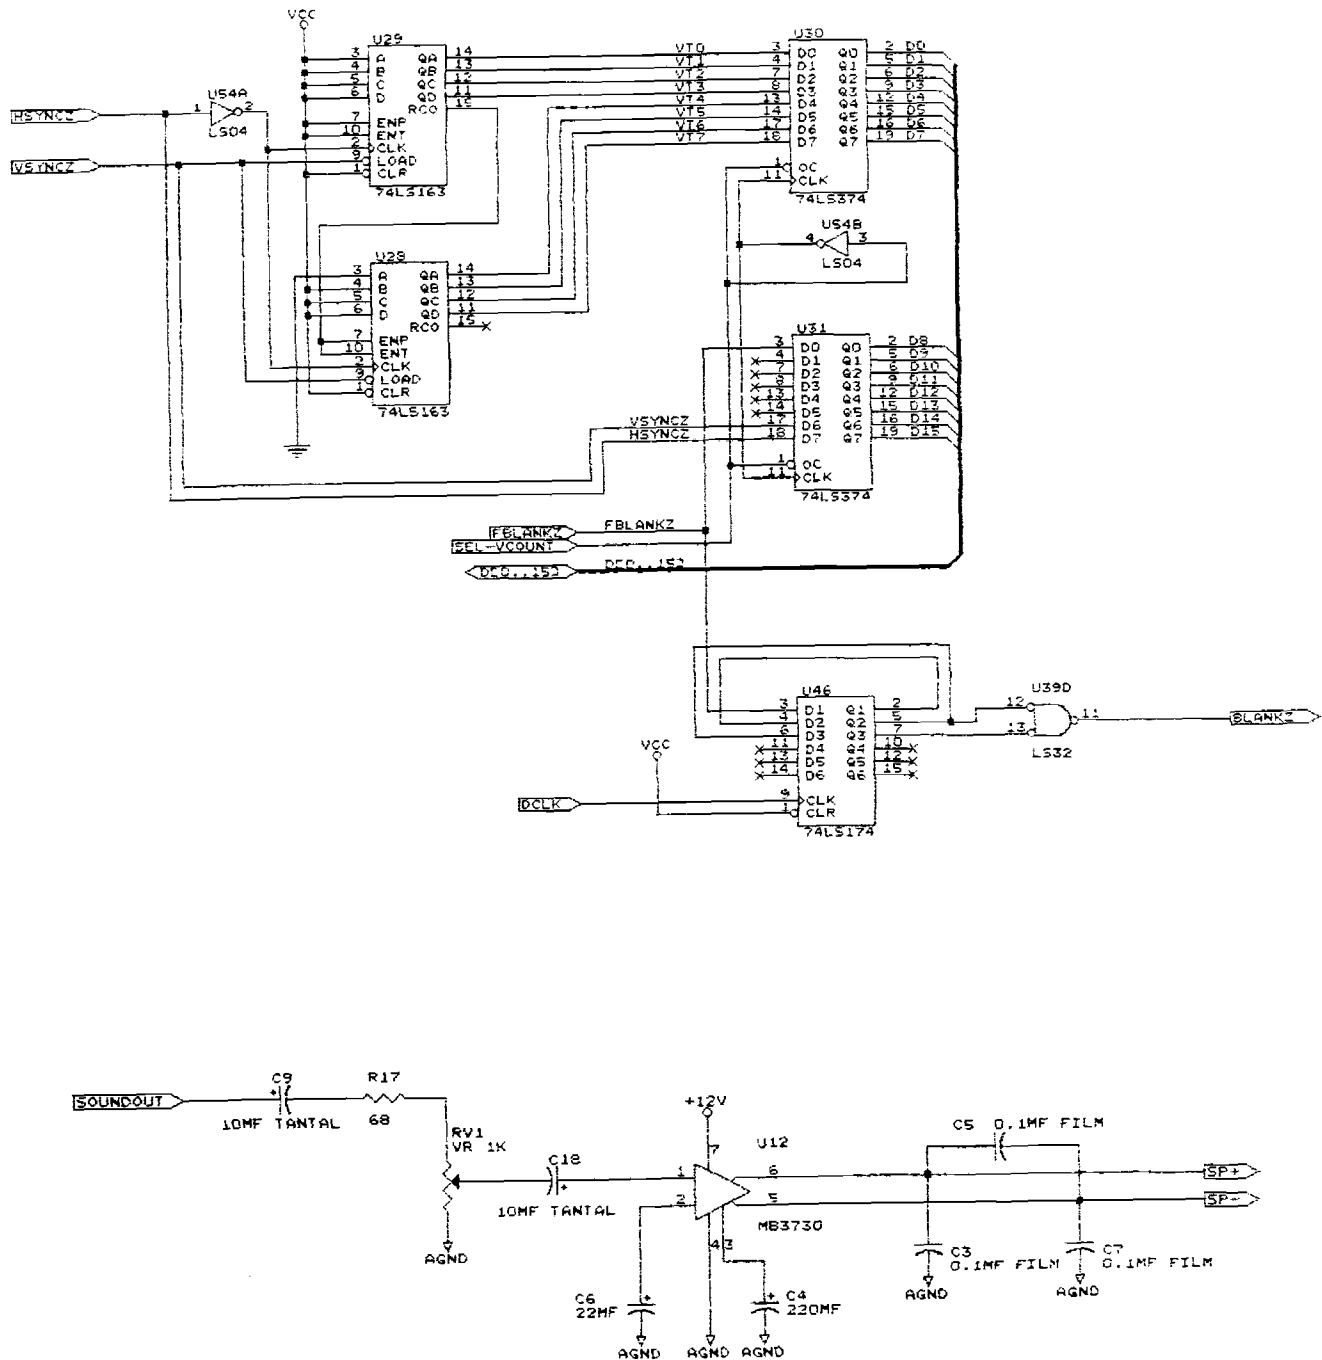 VCC
U29
3 A QA 14
4 B QB 13
5 C QC 12
6 D QD 11
RCO 15
7 ENP
10 ENT
2 CLK
9 LOAD
1 CLR
74LS163
HSYNCZ
1 U54A 2
LS04
VSYNCZ
VT0
VT1
VT2
VT3
VT4
VT5
VT6
VT7
U30
3 D0 Q0 2 D0
4 D1 Q1 5 D1
7 D2 Q2 6 D2
8 D3 Q3 9 D3
13 D4 Q4 12 D4
14 D5 Q5 15 D5
17 D6 Q6 16 D6
18 D7 Q7 19 D7
1 OC
11 CLK
74LS374
U54B
4 3
LS04
U28
3 A QA 14
4 B QB 13
5 C QC 12
6 D QD 11
RCO 15
7 ENP
10 ENT
2 CLK
9 LOAD
1 CLR
74LS163
U31
3 D0 Q0 2 D8
4 D1 Q1 5 D9
7 D2 Q2 6 D10
8 D3 Q3 9 D11
13 D4 Q4 12 D12
14 D5 Q5 15 D13
17 D6 Q6 16 D14
18 D7 Q7 19 D15
VSYNCZ
HSYNCZ
1 OC
11 CLK
74LS374
FBLANKZ FBLANKZ
SEL-VCOUNT
D[0..15] D[0..15]
U46
3 D1 Q1 2
4 D2 Q2 5
6 D3 Q3 7
11 D4 Q4 10
13 D5 Q5 12
14 D6 Q6 15
9 CLK
1 CLR
74LS174
VCC
DCLK
U39D
12
13
11
LS32
BLANKZ
SOUNDOUT
C9
+
10MF TANTAL
R17
68
RV1
VR 1K
AGND
C18
+
10MF TANTAL
+12V
7
U12
1
2
6
5
4 3
MB3730
C5 0.1MF FILM
SP+
SP-
C3
0.1MF FILM
AGND
C7
0.1MF FILM
AGND
C6
22MF
+
AGND
AGND
C4
220MF
+
AGND